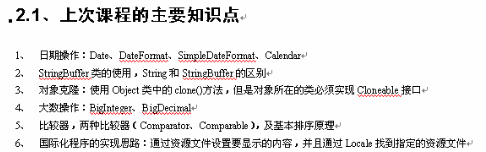 2.1、上次课程的主要知识点
1、 日期操作：Date、DateFormat、SimpleDateFormat、Calendar
2、 StringBuffer 类的使用，String 和 StringBuffer 的区别
3、 对象克隆：使用 Object 类中的 clone()方法，但是对象所在的类必须实现 Cloneable 接口
4、 大数操作：BigInteger、BigDecimal
5、 比较器，两种比较器（Comparator、Comparable），及基本排序原理
6、 国际化程序的实现思路：通过资源文件设置要显示的内容，并且通过 Locale 找到指定的资源文件